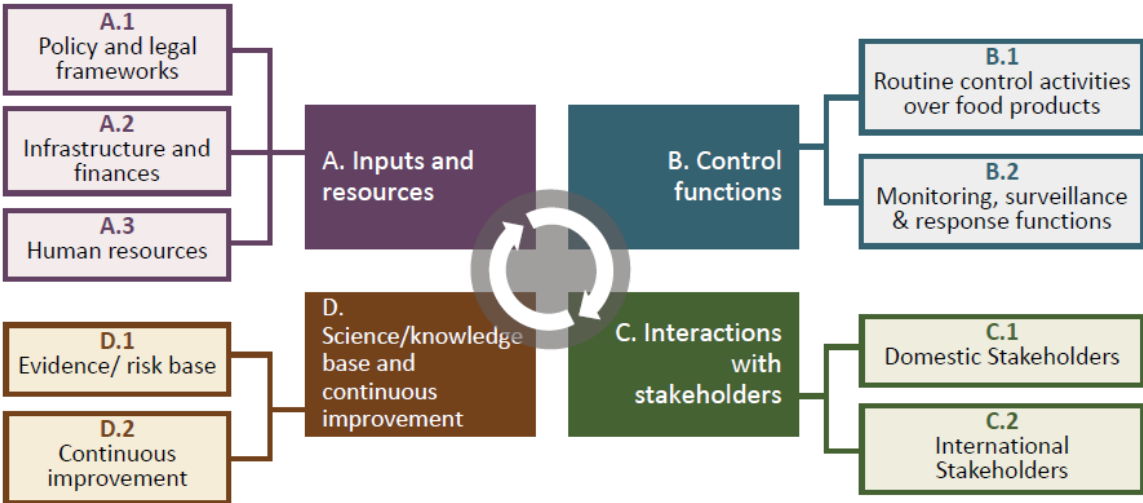 A.1
Policy and legal
frameworks
A.2
Infrastructure and
finances
A.3
Human resources
A. Inputs and
resources
B. Control
functions
B.1
Routine control activities
over food products
B.2
Monitoring, surveillance
& response functions
D.1
Evidence/ risk base
D.2
Continuous
improvement
D.
Science/knowledge
base and
continuous
improvement
C. Interactions
with
stakeholders
C.1
Domestic Stakeholders
C.2
International
Stakeholders